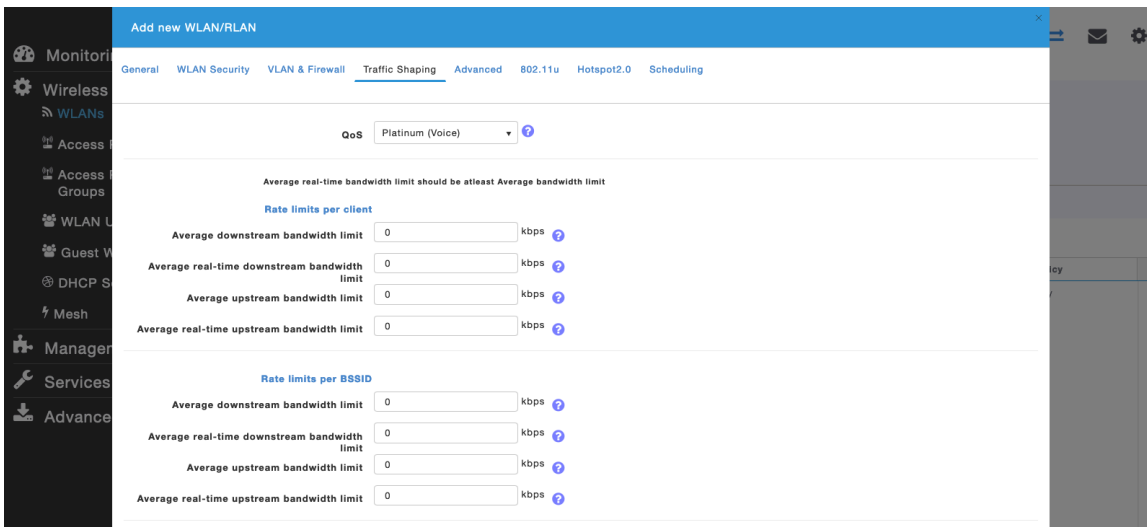 Add new WLAN/RLAN
×
General WLAN Security VLAN & Firewall Traffic Shaping Advanced 802.11u Hotspot2.0 Scheduling
QoS Platinum (Voice)
Average real-time bandwidth limit should be atleast Average bandwidth limit
Rate limits per client
Average downstream bandwidth limit 0 kbps ?
Average real-time downstream bandwidth
limit 0 kbps ?
Average upstream bandwidth limit 0 kbps ?
Average real-time upstream bandwidth limit 0 kbps ?
Rate limits per BSSID
Average downstream bandwidth limit 0 kbps ?
Average real-time downstream bandwidth
limit 0 kbps ?
Average upstream bandwidth limit 0 kbps ?
Average real-time upstream bandwidth limit 0 kbps ?
Wireless
WLANs
Access
Access
Groups
WLAN
Guest
DHCP
Mesh
Services